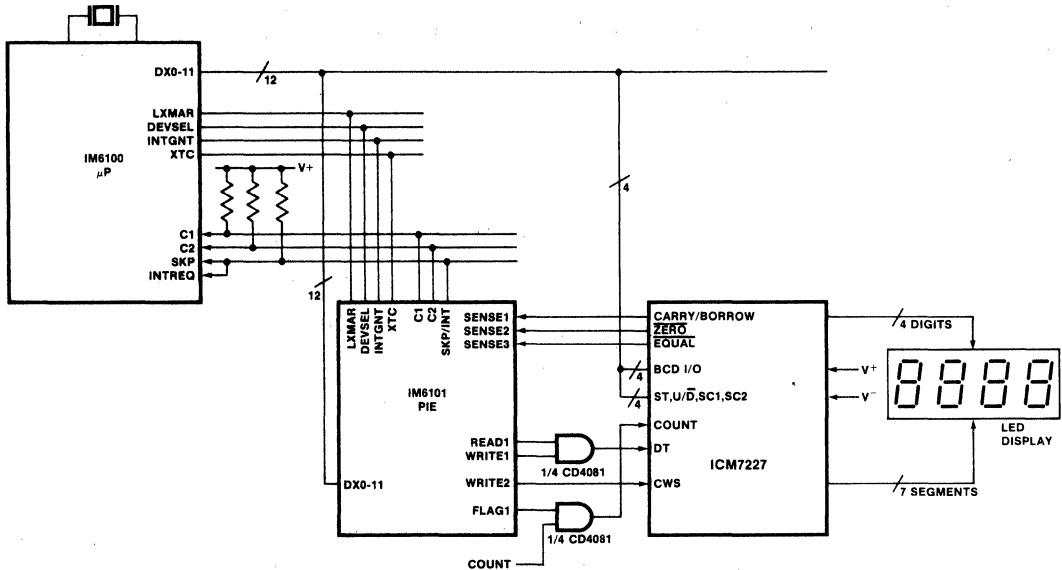 DX0-11
12
LXMAR
DEVSEL
INTGNT
XTC
IM6100
μP
V+
4
C1
C2
SKP
INTREQ
12
LXMAR
DEVSEL
INTGNT
XTC
C1
C2
SKP/INT
SENSE1
SENSE2
SENSE3
CARRY/BORROW
ZERO
EQUAL
4 DIGITS
4
BCD I/O
4
ST,U/D,SC1,SC2
V+
V-
8888
LED
DISPLAY
IM6101
PIE
COUNT
READ1
WRITE1
DT
1/4 CD4081
ICM7227
DX0-11
WRITE2
CWS
7 SEGMENTS
FLAG1
1/4 CD4081
COUNT